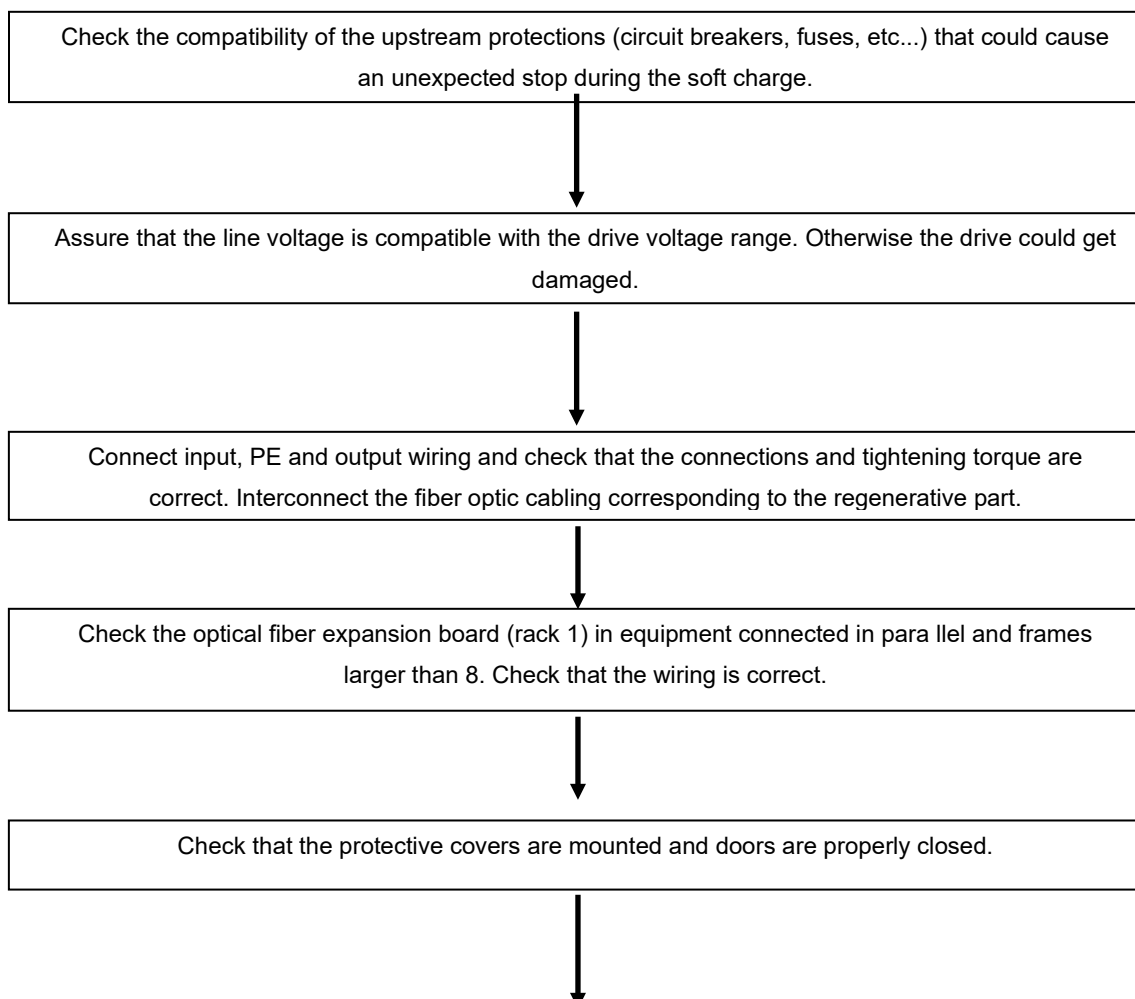 Check the compatibility of the upstream protections (circuit breakers, fuses, etc...) that could cause
an unexpected stop during the soft charge.
Assure that the line voltage is compatible with the drive voltage range. Otherwise the drive could get
damaged.
Connect input, PE and output wiring and check that the connections and tightening torque are
correct. Interconnect the fiber optic cabling corresponding to the regenerative part.
Check the optical fiber expansion board (rack 1) in equipment connected in para llel and frames
larger than 8. Check that the wiring is correct.
Check that the protective covers are mounted and doors are properly closed.